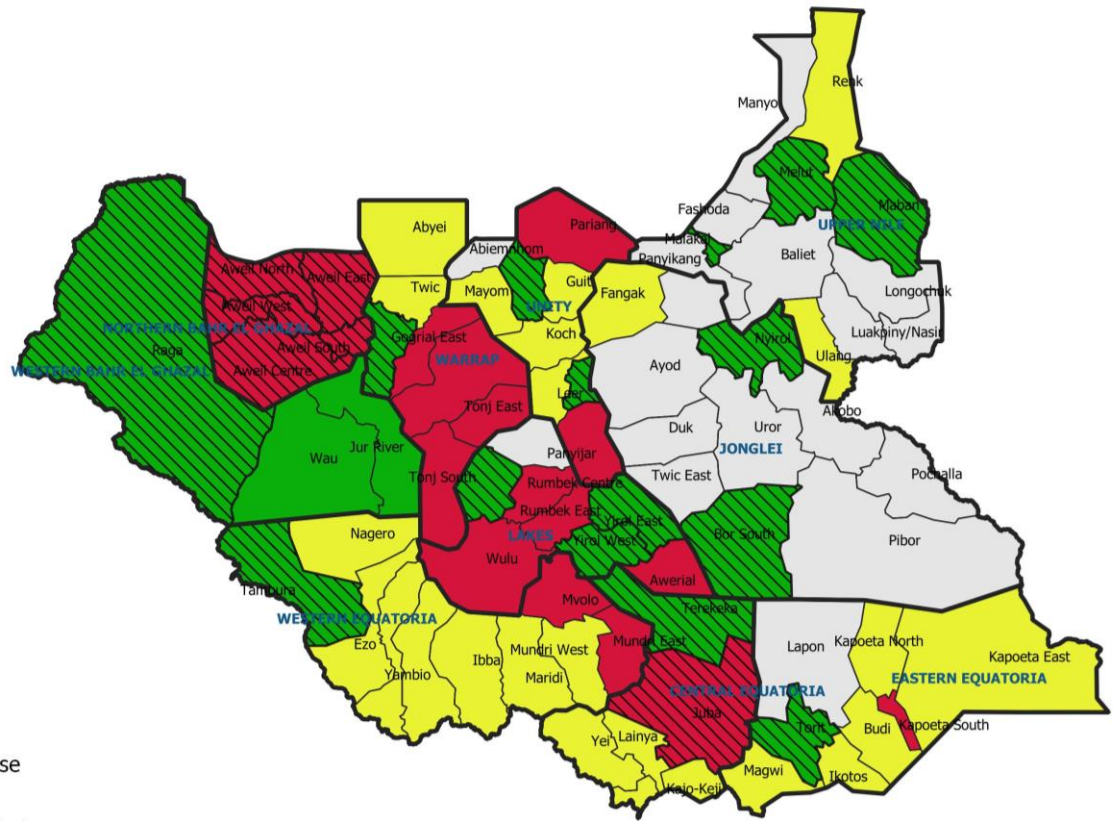 Renk
Manyo
Melut
Maban
Fashoda
UPPER NILE
Pariang
Abyei
Malakal
Abiemnhom
Panyikang
Baliet
Aweil North
Aweil East
Twic
Mayom
Guit
Fangak
Longochuk
Aweil West
UNITY
NORTHERN BAHR EL GHAZAL
Gogrial East
Koch
Nyirol
Luakpiny/Nasir
Raga
Aweil South
WARRAP
Ulang
WESTERN BAHR EL GHAZAL
Aweil Centre
Ayod
Leer
Tonj East
Akobo
Duk
Uror
Wau
Jur River
Panyijar
JONGLEI
Tonj South
Rumbek Centre
Twic East
Pochalla
Rumbek East
Yirol East
Nagero
LAKES
Yirol West
Bor South
Pibor
Wulu
Awerial
Tambura
Mvolo
Terekeka
WESTERN EQUATORIA
Ezo
Mundri East
Kapoeta North
Ibba
Mundri West
Lapon
Kapoeta East
Yambio
Maridi
CENTRAL EQUATORIA
EASTERN EQUATORIA
Juba
Torit
Kapoeta South
Yei
Lainya
Budi
se
Magwi
Ikotos
Kajo-Keji